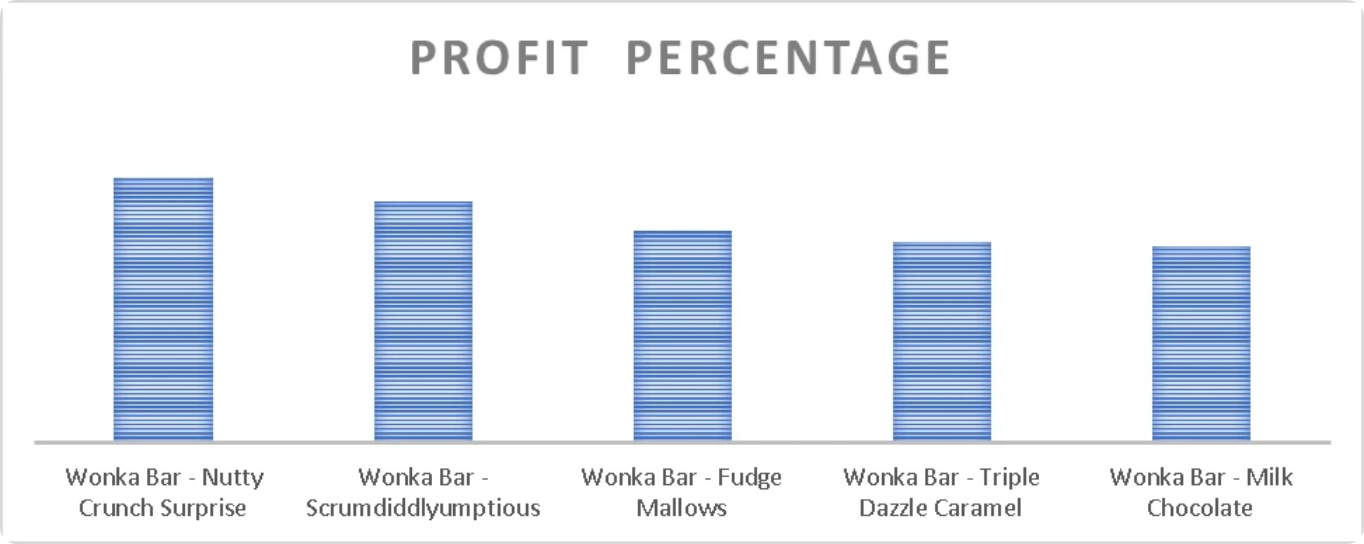 PROFIT PERCENTAGE
Wonka Bar - Nutty
Crunch Surprise
Wonka Bar -
Scrumdiddlyumptious
Wonka Bar - Fudge
Mallows
Wonka Bar - Triple
Dazzle Caramel
Wonka Bar - Milk
Chocolate